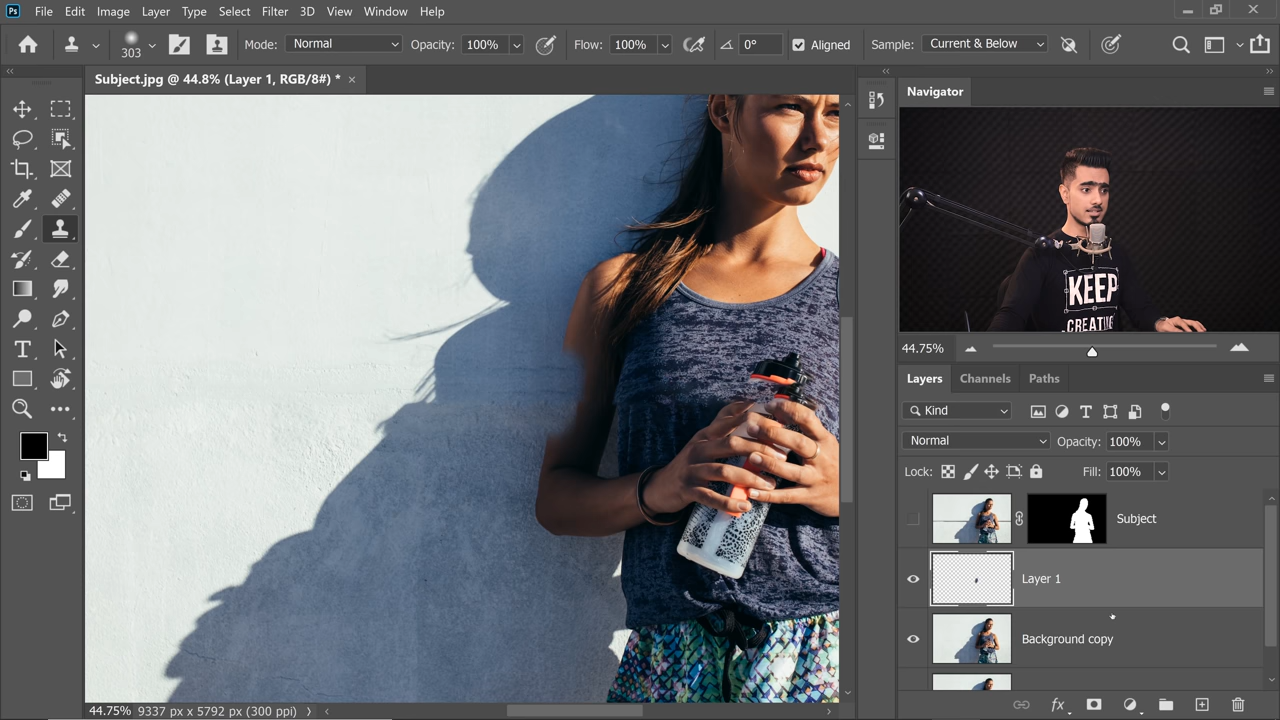 Ps File Edit Image Layer Type Select Filter 3D View Window Help
303 Mode: Normal Opacity: 100% Flow: 100% 0° Aligned Sample: Current & Below
Subject.jpg @ 44.8% (Layer 1, RGB/8#) *
Navigator
KEEP
CREATING
44.75%
Layers Channels Paths
Kind
Normal Opacity: 100%
Lock: Fill: 100%
Subject
Layer 1
Background copy
fx
44.75% 9337 px x 5792 px (300 ppi)